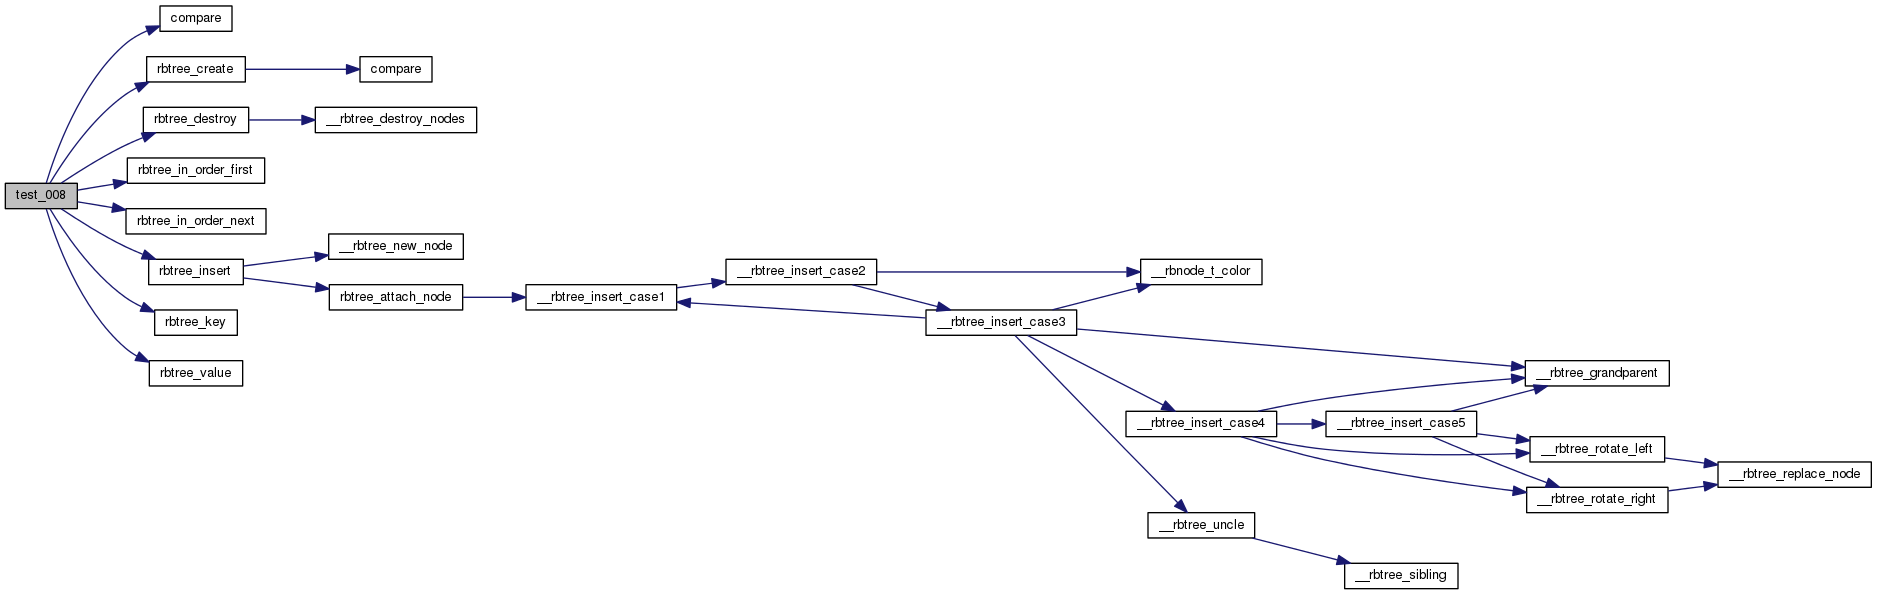 compare
rbtree_create
compare
rbtree_destroy
__rbtree_destroy_nodes
rbtree_in_order_first
test_008
rbtree_in_order_next
__rbtree_new_node
rbtree_insert
rbtree_attach_node
__rbtree_insert_case1
__rbtree_insert_case2
__rbnode_t_color
__rbtree_insert_case3
rbtree_key
rbtree_value
__rbtree_grandparent
__rbtree_insert_case4
__rbtree_insert_case5
__rbtree_rotate_left
__rbtree_replace_node
__rbtree_rotate_right
__rbtree_uncle
__rbtree_sibling